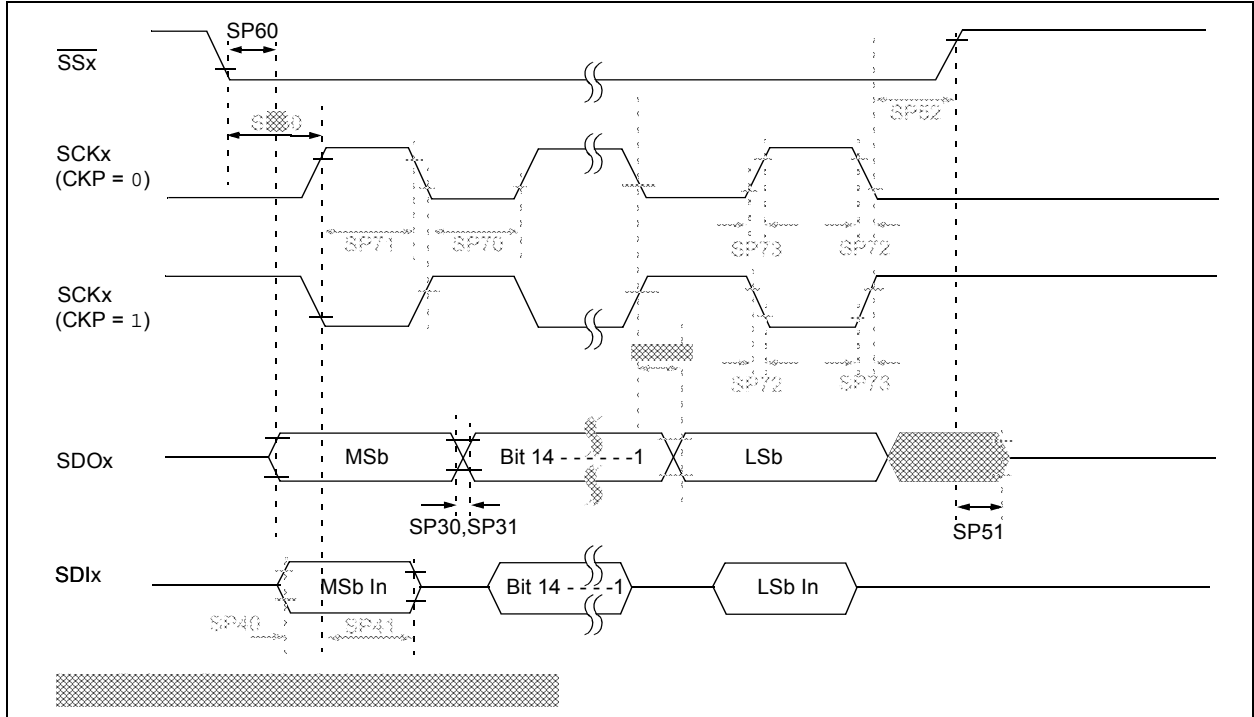 SP60
SSx
SCKx
(CKP = 0)
SP52
SP71
SP70
SP73
SP72
SCKx
(CKP = 1)
SP72
SP73
SDOx
MSb
Bit 14 - - - - - -1
LSb
SP30,SP31
SP51
SDIx
MSb In
Bit 14 - - - -1
LSb In
SP40
SP41